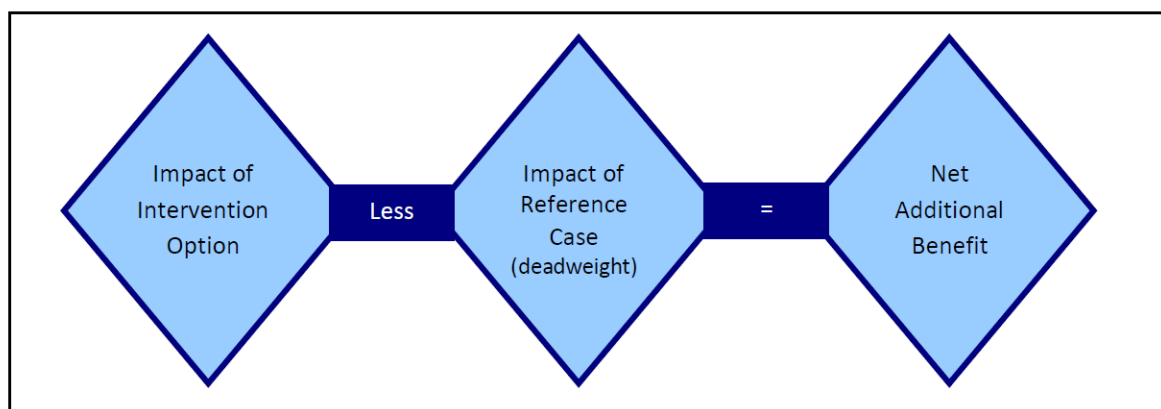 Impact of
Intervention
Option
Less
Impact of
Reference
Case
(deadweight)
=
Net
Additional
Benefit